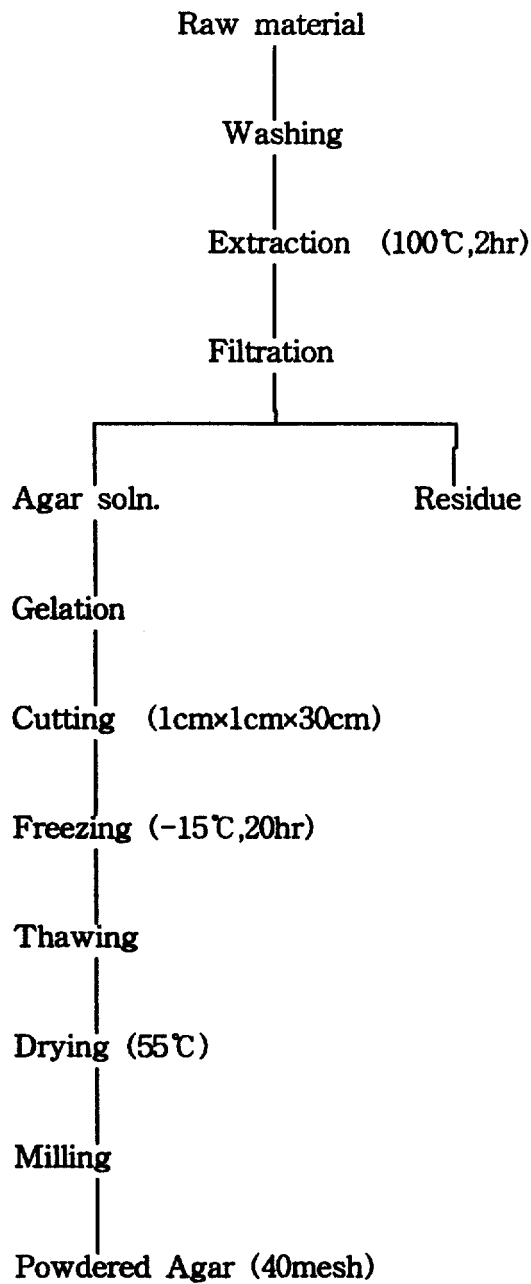 Raw material
Washing
Extraction (100℃,2hr)
Filtration
Agar soln. Residue
Gelation
Cutting (1cm×1cm×30cm)
Freezing (-15℃,20hr)
Thawing
Drying (55℃)
Milling
Powdered Agar (40mesh)